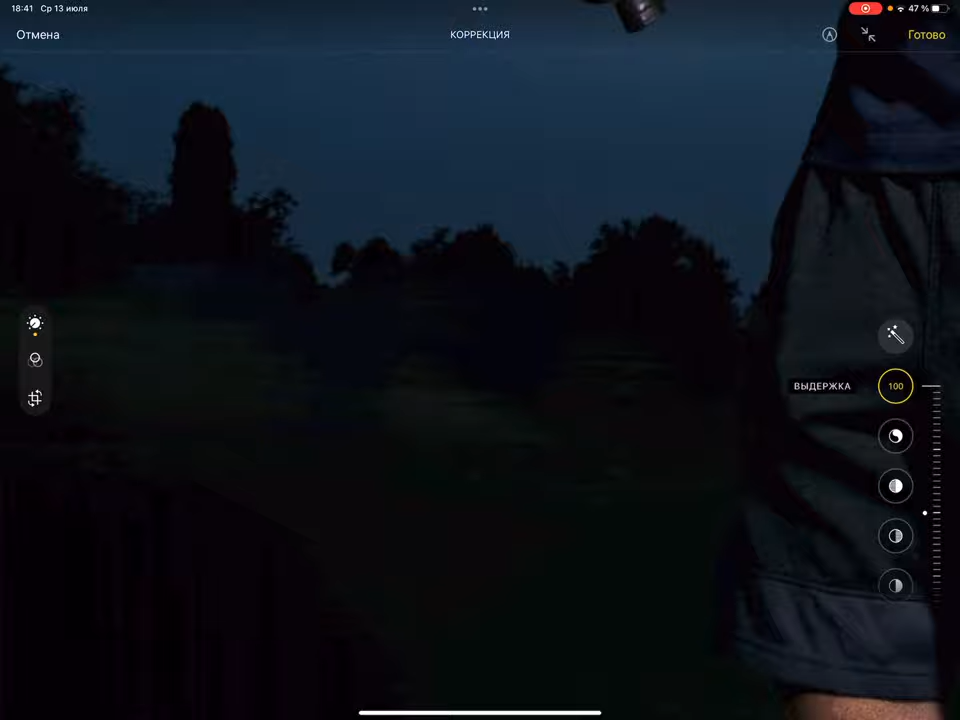 18:41 Ср 13 июля
47 %
Отмена
КОРРЕКЦИЯ
Готово
ВЫДЕРЖКА
100